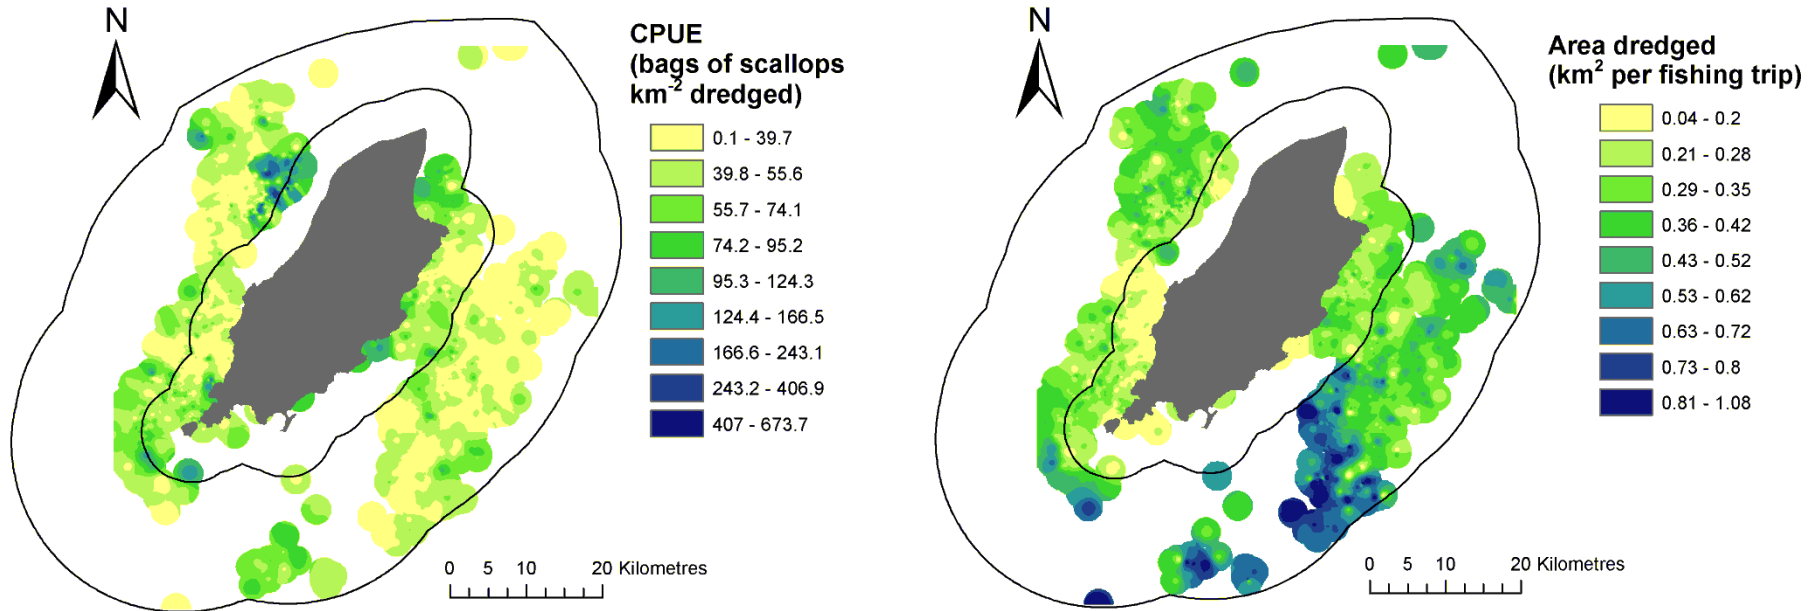 N
CPUE
(bags of scallops
km-2 dredged)
0.1 - 39.7
39.8 - 55.6
55.7 - 74.1
74.2 - 95.2
95.3 - 124.3
124.4 - 166.5
166.6 - 243.1
243.2 - 406.9
407 - 673.7
0 5 10 20 Kilometres
N
Area dredged
(km² per fishing trip)
0.04 - 0.2
0.21 - 0.28
0.29 - 0.35
0.36 - 0.42
0.43 - 0.52
0.53 - 0.62
0.63 - 0.72
0.73 - 0.8
0.81 - 1.08
0 5 10 20 Kilometres